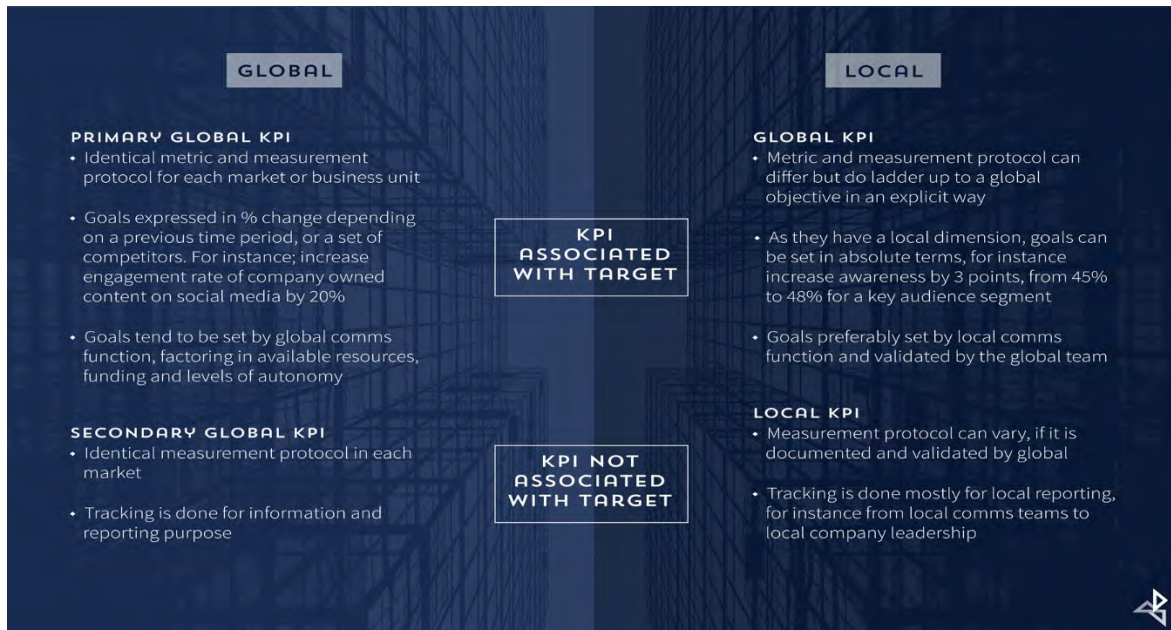 GLOBAL
PRIMARY GLOBAL KPI
• Identical metric and measurement
protocol for each market or business unit
• Goals expressed in % change depending
on a previous time period, or a set of
competitors. For instance; increase
engagement rate of company owned
content on social media by 20%
• Goals tend to be set by global comms
function, factoring in available resources,
funding and levels of autonomy
SECONDARY GLOBAL KPI
• Identical measurement protocol in each
market
• Tracking is done for information and
reporting purpose
KPI
ASSOCIATED
WITH TARGET
KPI NOT
ASSOCIATED
WITH TARGET
LOCAL
GLOBAL KPI
• Metric and measurement protocol can
differ but do ladder up to a global
objective in an explicit way
• As they have a local dimension, goals can
be set in absolute terms, for instance
increase awareness by 3 points, from 45%
to 48% for a key audience segment
• Goals preferably set by local comms
function and validated by the global team
LOCAL KPI
• Measurement protocol can vary, if it is
documented and validated by global
• Tracking is done mostly for local reporting,
for instance from local comms teams to
local company leadership